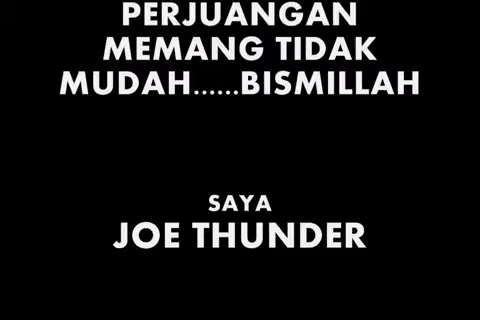 PERJUANGAN
MEMANG TIDAK
MUDAH......BISMILLAH
SAYA
JOE THUNDER